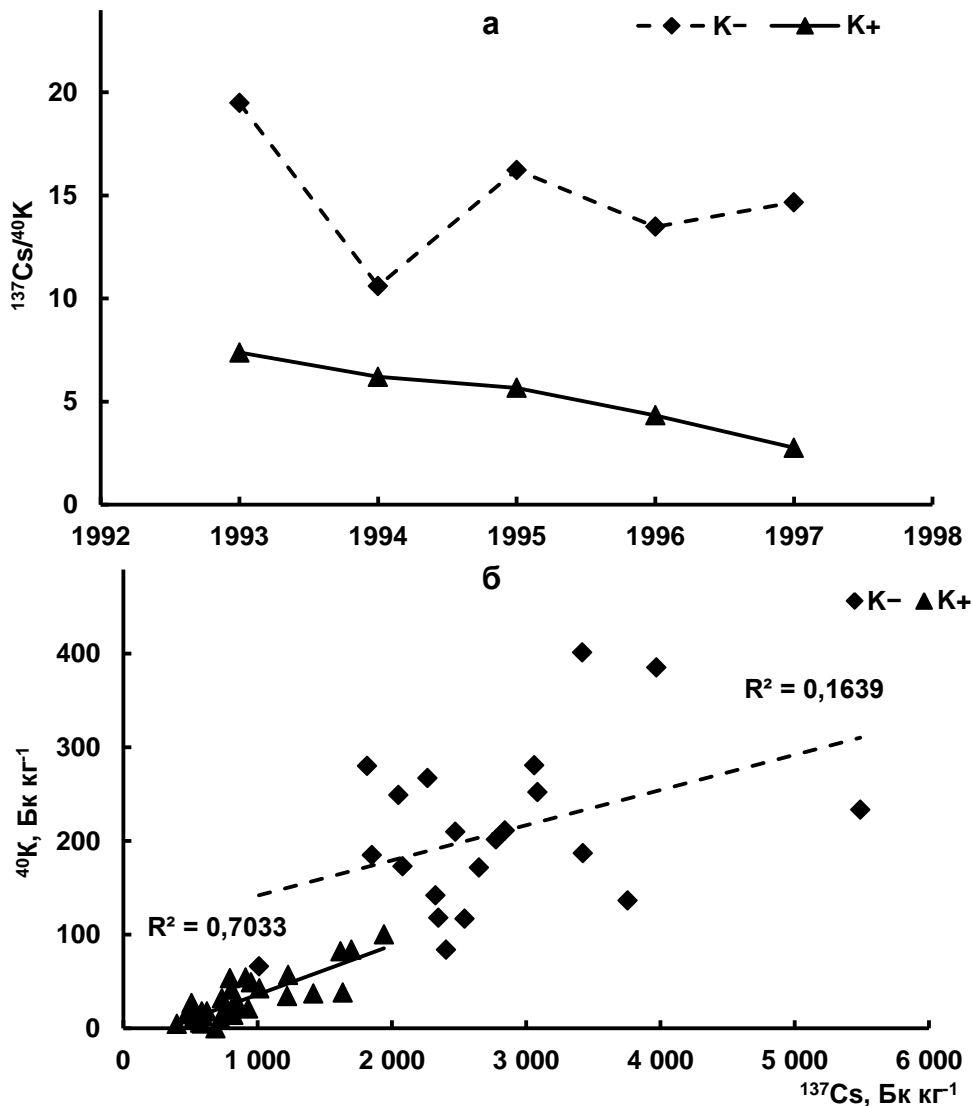 а
K− K+
20
15
10
5
0
¹³⁷Cs/⁴⁰K
1992 1993 1994 1995 1996 1997 1998
б
K− K+
400
300
200
100
0
⁴⁰K, Бк кг⁻¹
R² = 0,1639
R² = 0,7033
0 1 000 2 000 3 000 4 000 5 000 6 000
¹³⁷Cs, Бк кг⁻¹